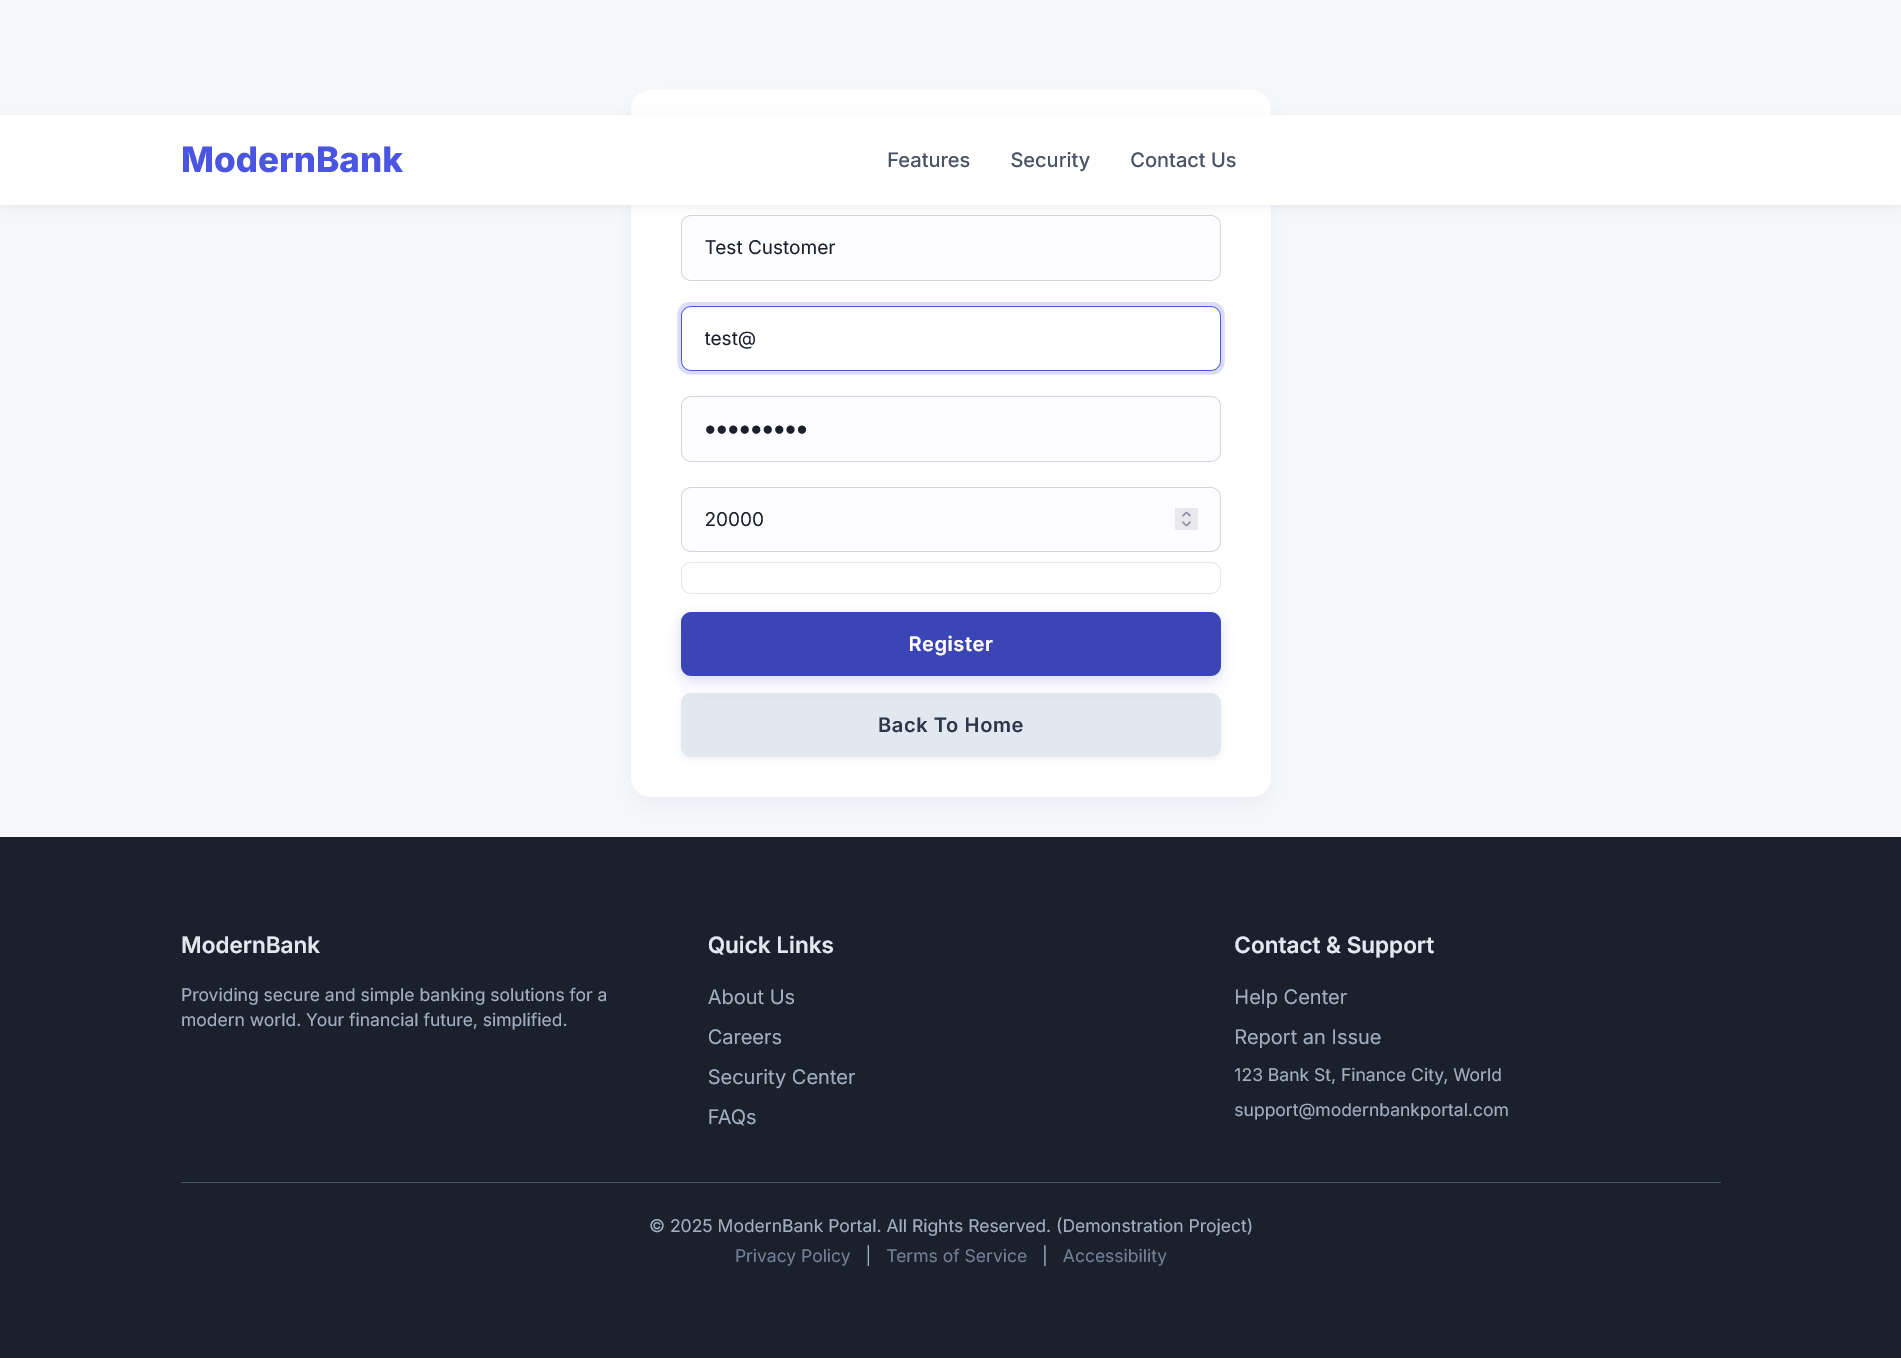 ModernBank
Features
Security
Contact Us
Test Customer
test@
•••••••••
20000
Register
Back To Home
ModernBank
Providing secure and simple banking solutions for a
modern world. Your financial future, simplified.
Quick Links
About Us
Careers
Security Center
FAQs
Contact & Support
Help Center
Report an Issue
123 Bank St, Finance City, World
support@modernbankportal.com
© 2025 ModernBank Portal. All Rights Reserved. (Demonstration Project)
Privacy Policy | Terms of Service | Accessibility